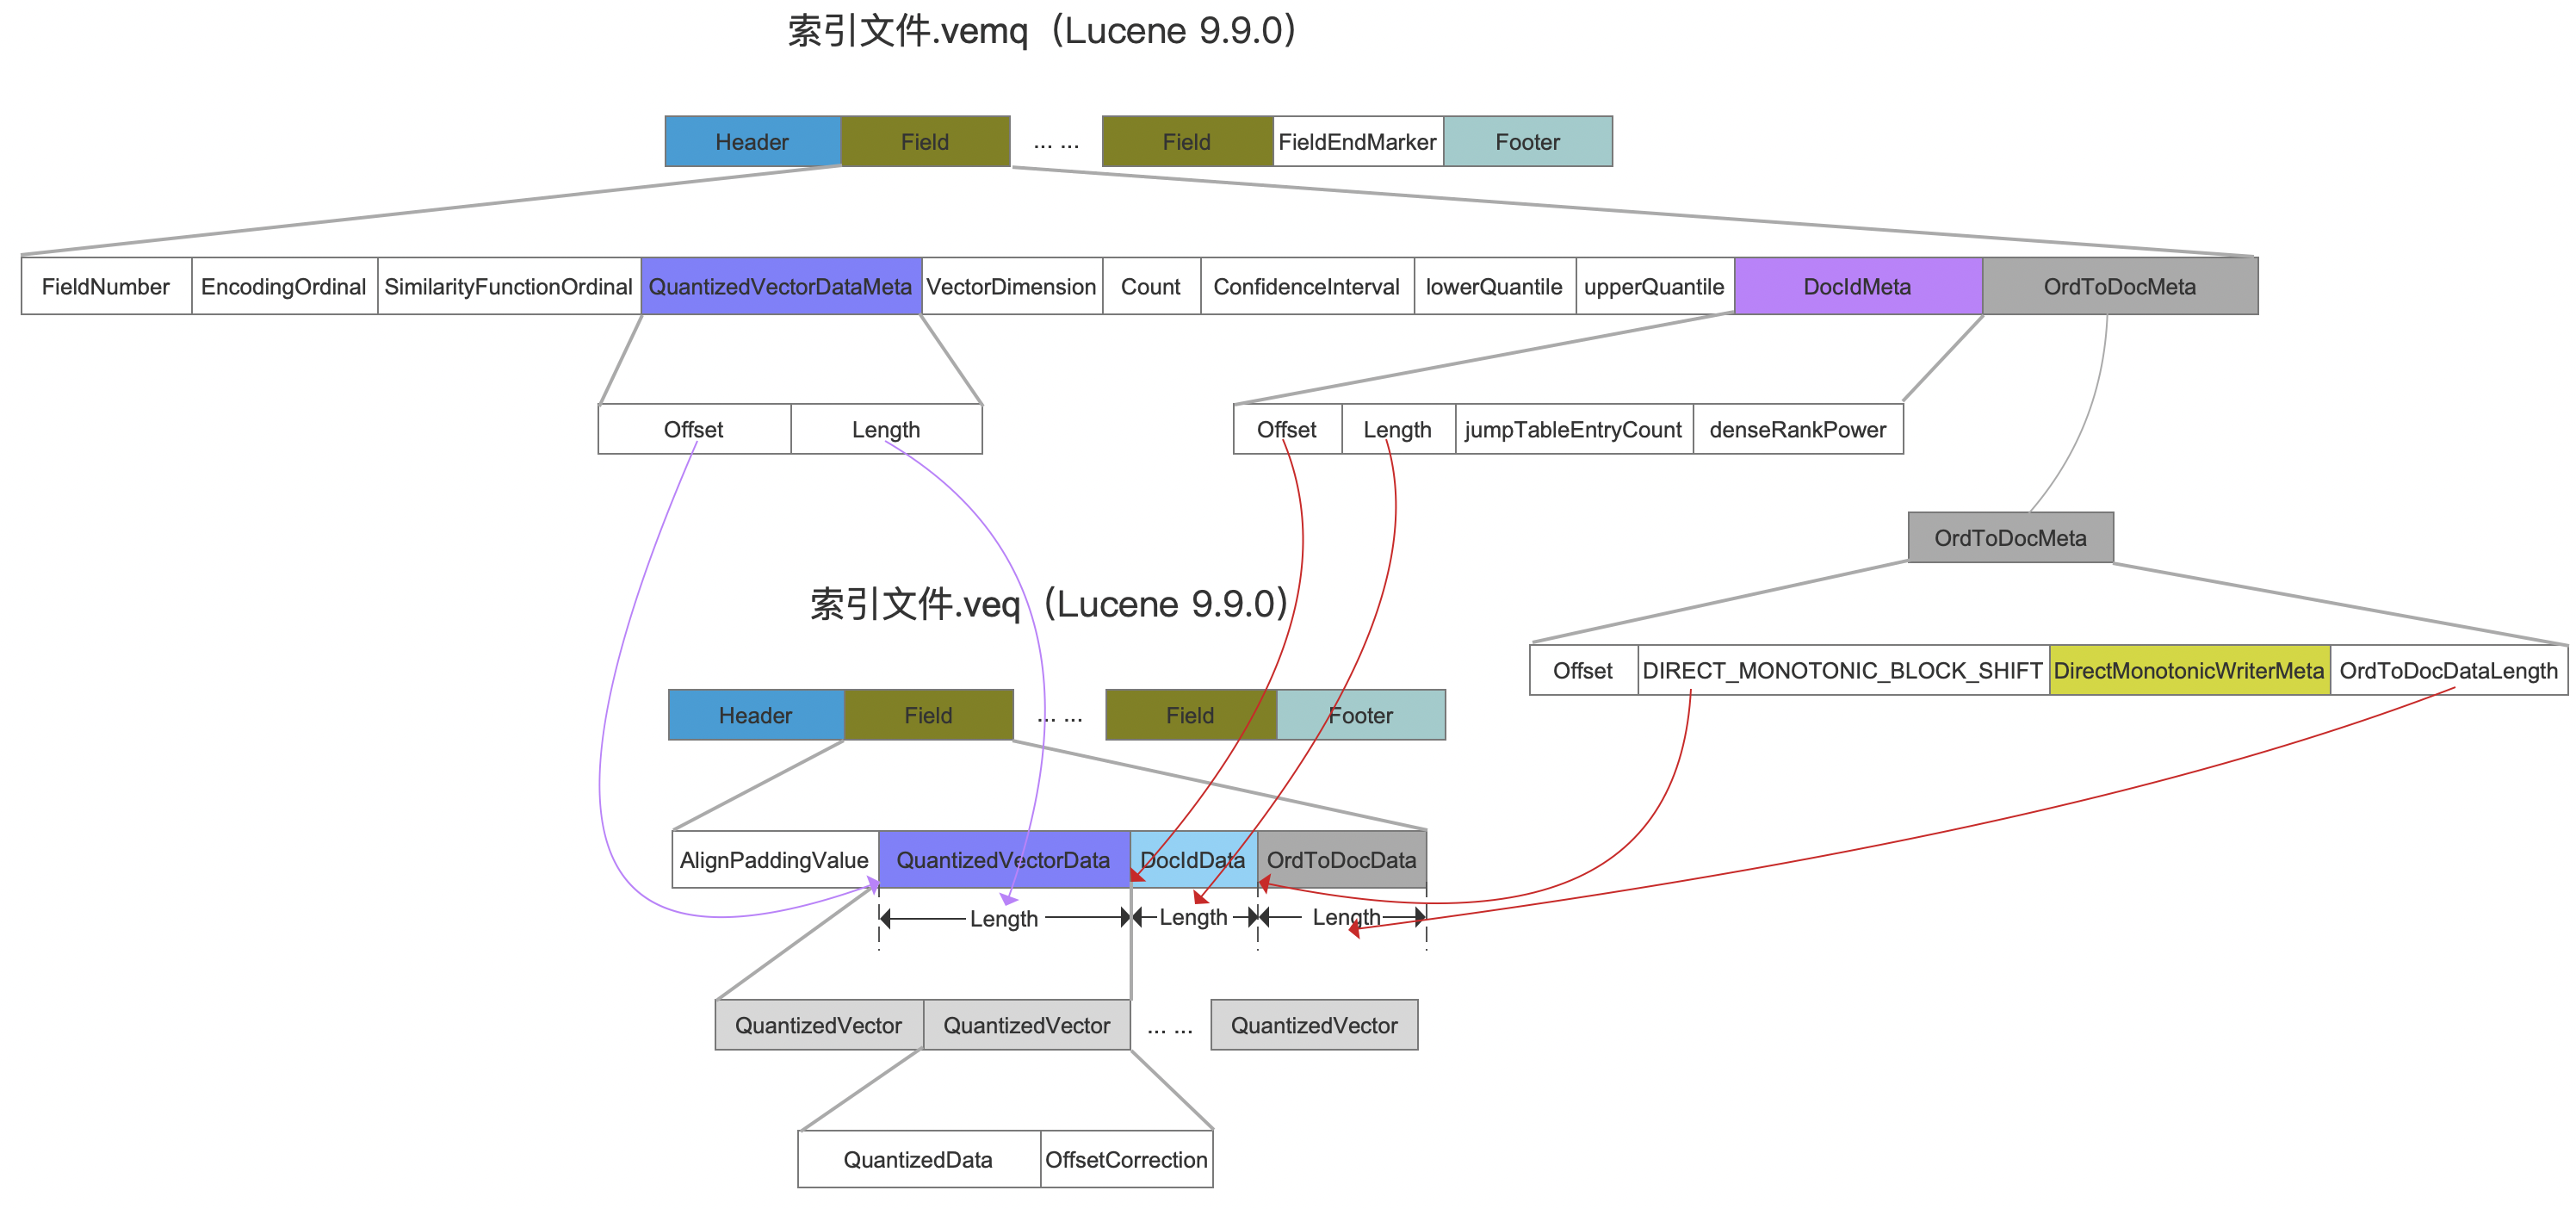 索引文件.vemq（Lucene 9.9.0）
Header Field ... ... Field FieldEndMarker Footer
FieldNumber EncodingOrdinal SimilarityFunctionOrdinal QuantizedVectorDataMeta VectorDimension Count ConfidenceInterval lowerQuantile upperQuantile DocIdMeta OrdToDocMeta
Offset Length Offset Length jumpTableEntryCount denseRankPower
OrdToDocMeta
索引文件.veq（Lucene 9.9.0）
Offset DIRECT_MONOTONIC_BLOCK_SHIFT DirectMonotonicWriterMeta OrdToDocDataLength
Header Field ... ... Field Footer
AlignPaddingValue QuantizedVectorData DocIdData OrdToDocData
Length Length Length
QuantizedVector QuantizedVector ... ... QuantizedVector
QuantizedData OffsetCorrection